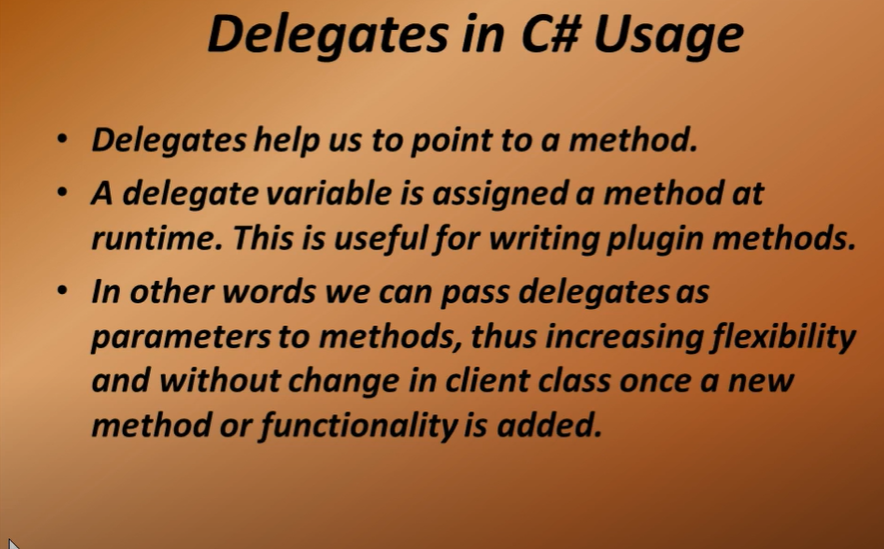 Delegates in C# Usage
• Delegates help us to point to a method.
• A delegate variable is assigned a method at
runtime. This is useful for writing plugin methods.
• In other words we can pass delegates as
parameters to methods, thus increasing flexibility
and without change in client class once a new
method or functionality is added.